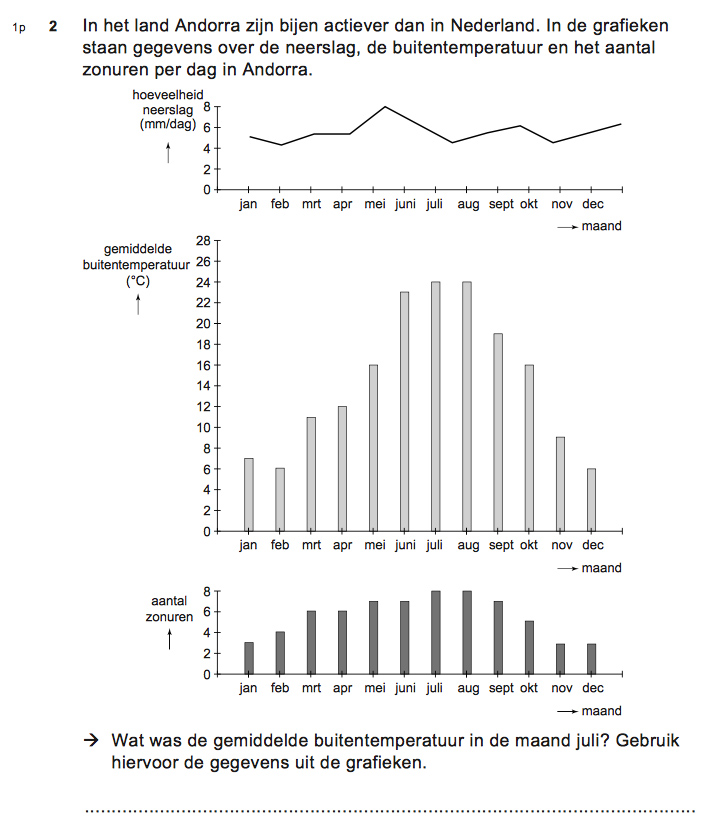 1p 2 In het land Andorra zijn bijen actiever dan in Nederland. In de grafieken
staan gegevens over de neerslag, de buitentemperatuur en het aantal
zonuren per dag in Andorra.
hoeveelheid
neerslag
(mm/dag)
8
6
4
2
0
jan feb mrt apr mei juni juli aug sept okt nov dec
maand
gemiddelde
buitentemperatuur
(°C)
28
26
24
22
20
18
16
14
12
10
8
6
4
2
0
jan feb mrt apr mei juni juli aug sept okt nov dec
maand
aantal
zonuren
8
6
4
2
0
jan feb mrt apr mei juni juli aug sept okt nov dec
maand
→ Wat was de gemiddelde buitentemperatuur in de maand juli? Gebruik
hiervoor de gegevens uit de grafieken.